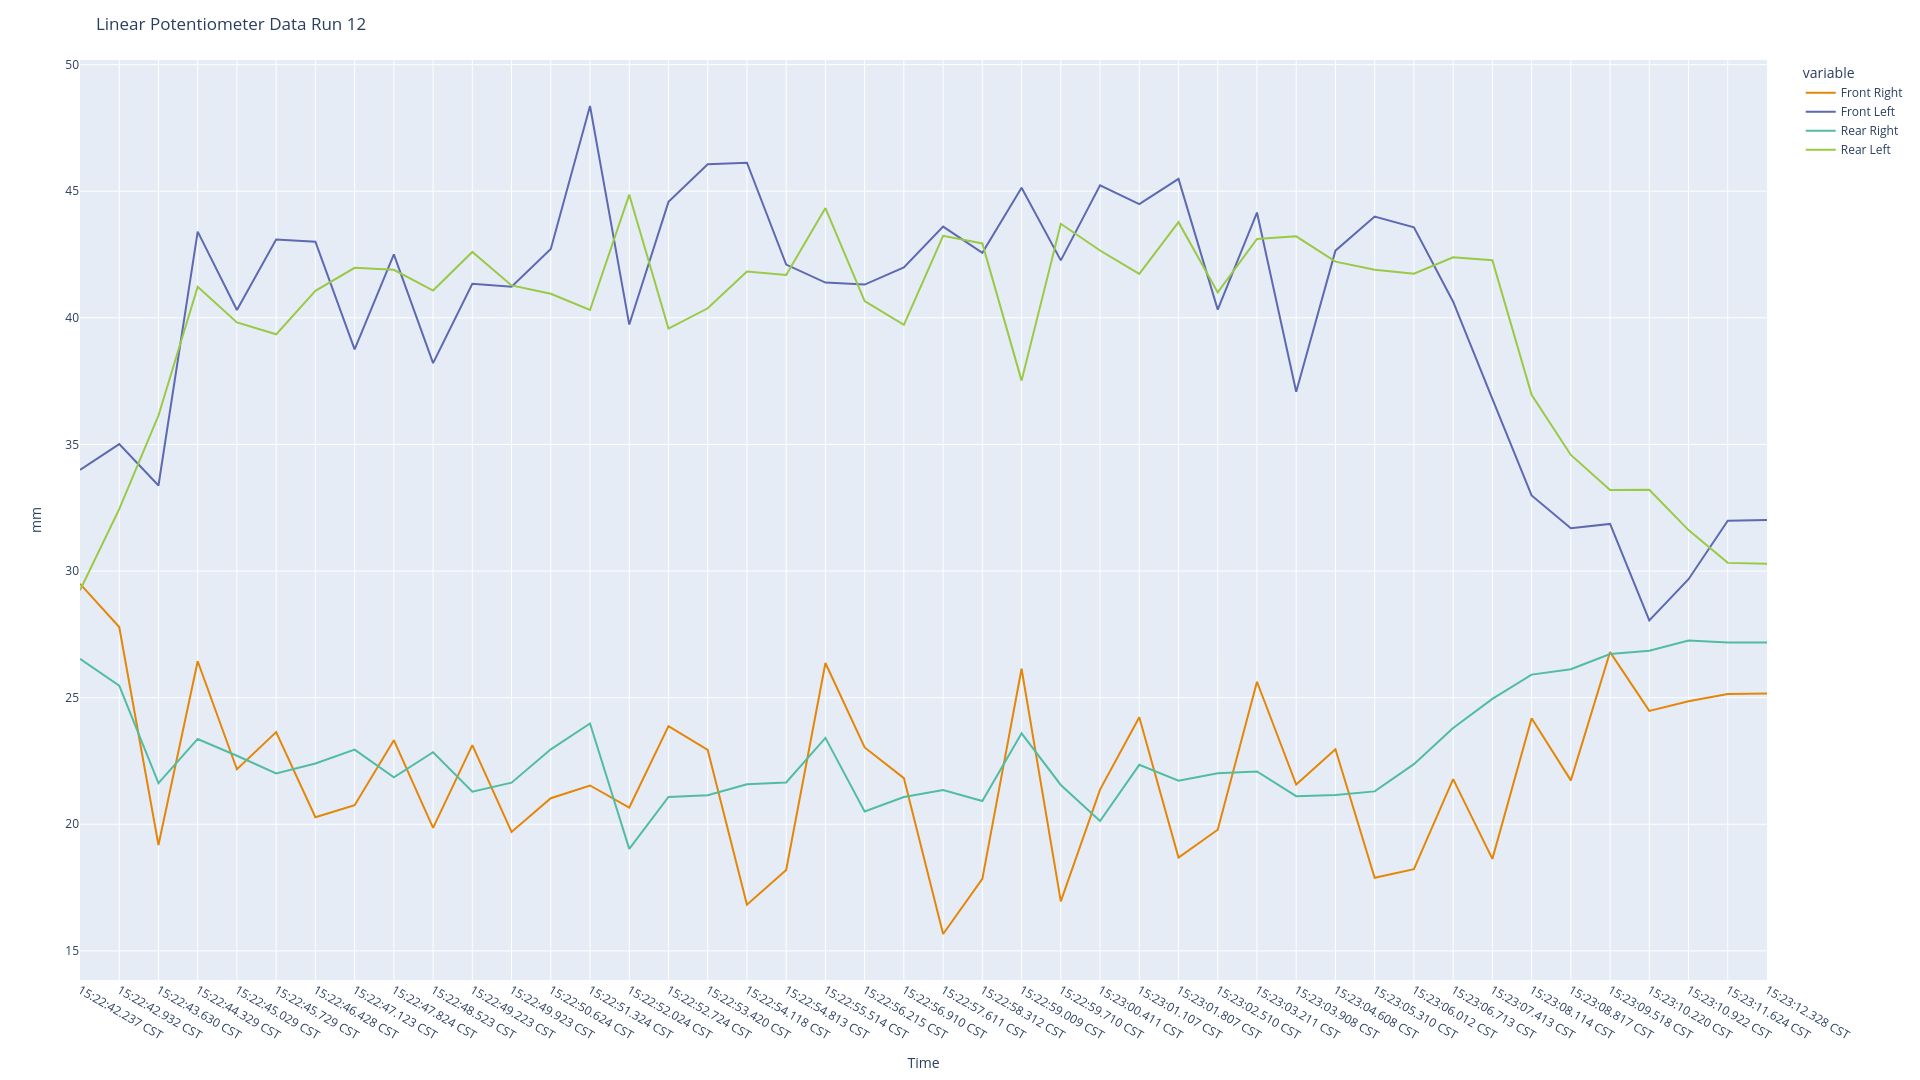 Linear Potentiometer Data Run 12
50
45
40
35
30
25
20
15
mm
15:22:42.237 CST
15:22:42.932 CST
15:22:43.630 CST
15:22:44.329 CST
15:22:45.029 CST
15:22:45.729 CST
15:22:46.428 CST
15:22:47.123 CST
15:22:47.824 CST
15:22:48.523 CST
15:22:49.223 CST
15:22:49.923 CST
15:22:50.624 CST
15:22:51.324 CST
15:22:52.024 CST
15:22:52.724 CST
15:22:53.420 CST
15:22:54.118 CST
15:22:54.813 CST
15:22:55.514 CST
15:22:56.215 CST
15:22:56.910 CST
15:22:57.611 CST
15:22:58.312 CST
15:22:59.009 CST
15:22:59.710 CST
15:23:00.411 CST
15:23:01.107 CST
15:23:01.807 CST
15:23:02.510 CST
15:23:03.211 CST
15:23:03.908 CST
15:23:04.608 CST
15:23:05.310 CST
15:23:06.012 CST
15:23:06.713 CST
15:23:07.413 CST
15:23:08.114 CST
15:23:08.817 CST
15:23:09.518 CST
15:23:10.220 CST
15:23:10.922 CST
15:23:11.624 CST
15:23:12.328 CST
Time
variable
Front Right
Front Left
Rear Right
Rear Left